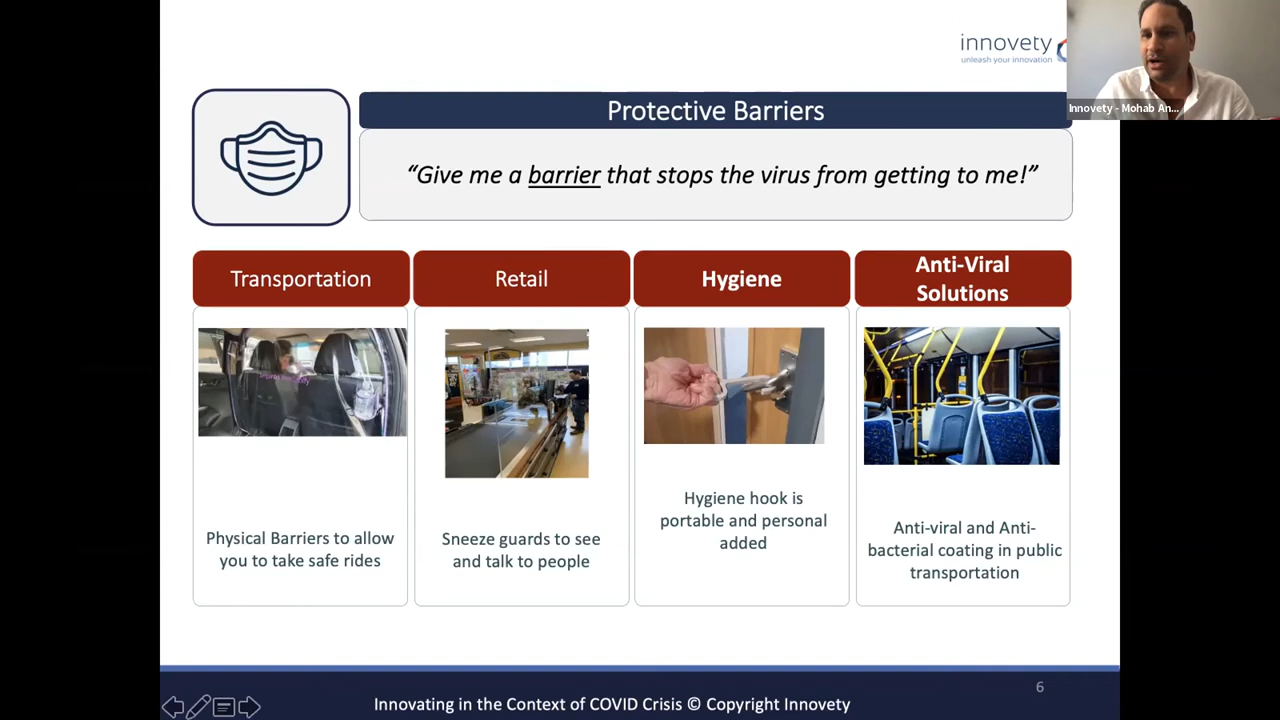 innovety
unleash your innovation
Innovety - Mohab An...
Protective Barriers
“Give me a barrier that stops the virus from getting to me!”
Transportation
Retail
Hygiene
Anti-Viral
Solutions
Physical Barriers to allow
you to take safe rides
Sneeze guards to see
and talk to people
Hygiene hook is
portable and personal
added
Anti-viral and Anti-
bacterial coating in public
transportation
6
Innovating in the Context of COVID Crisis © Copyright Innovety